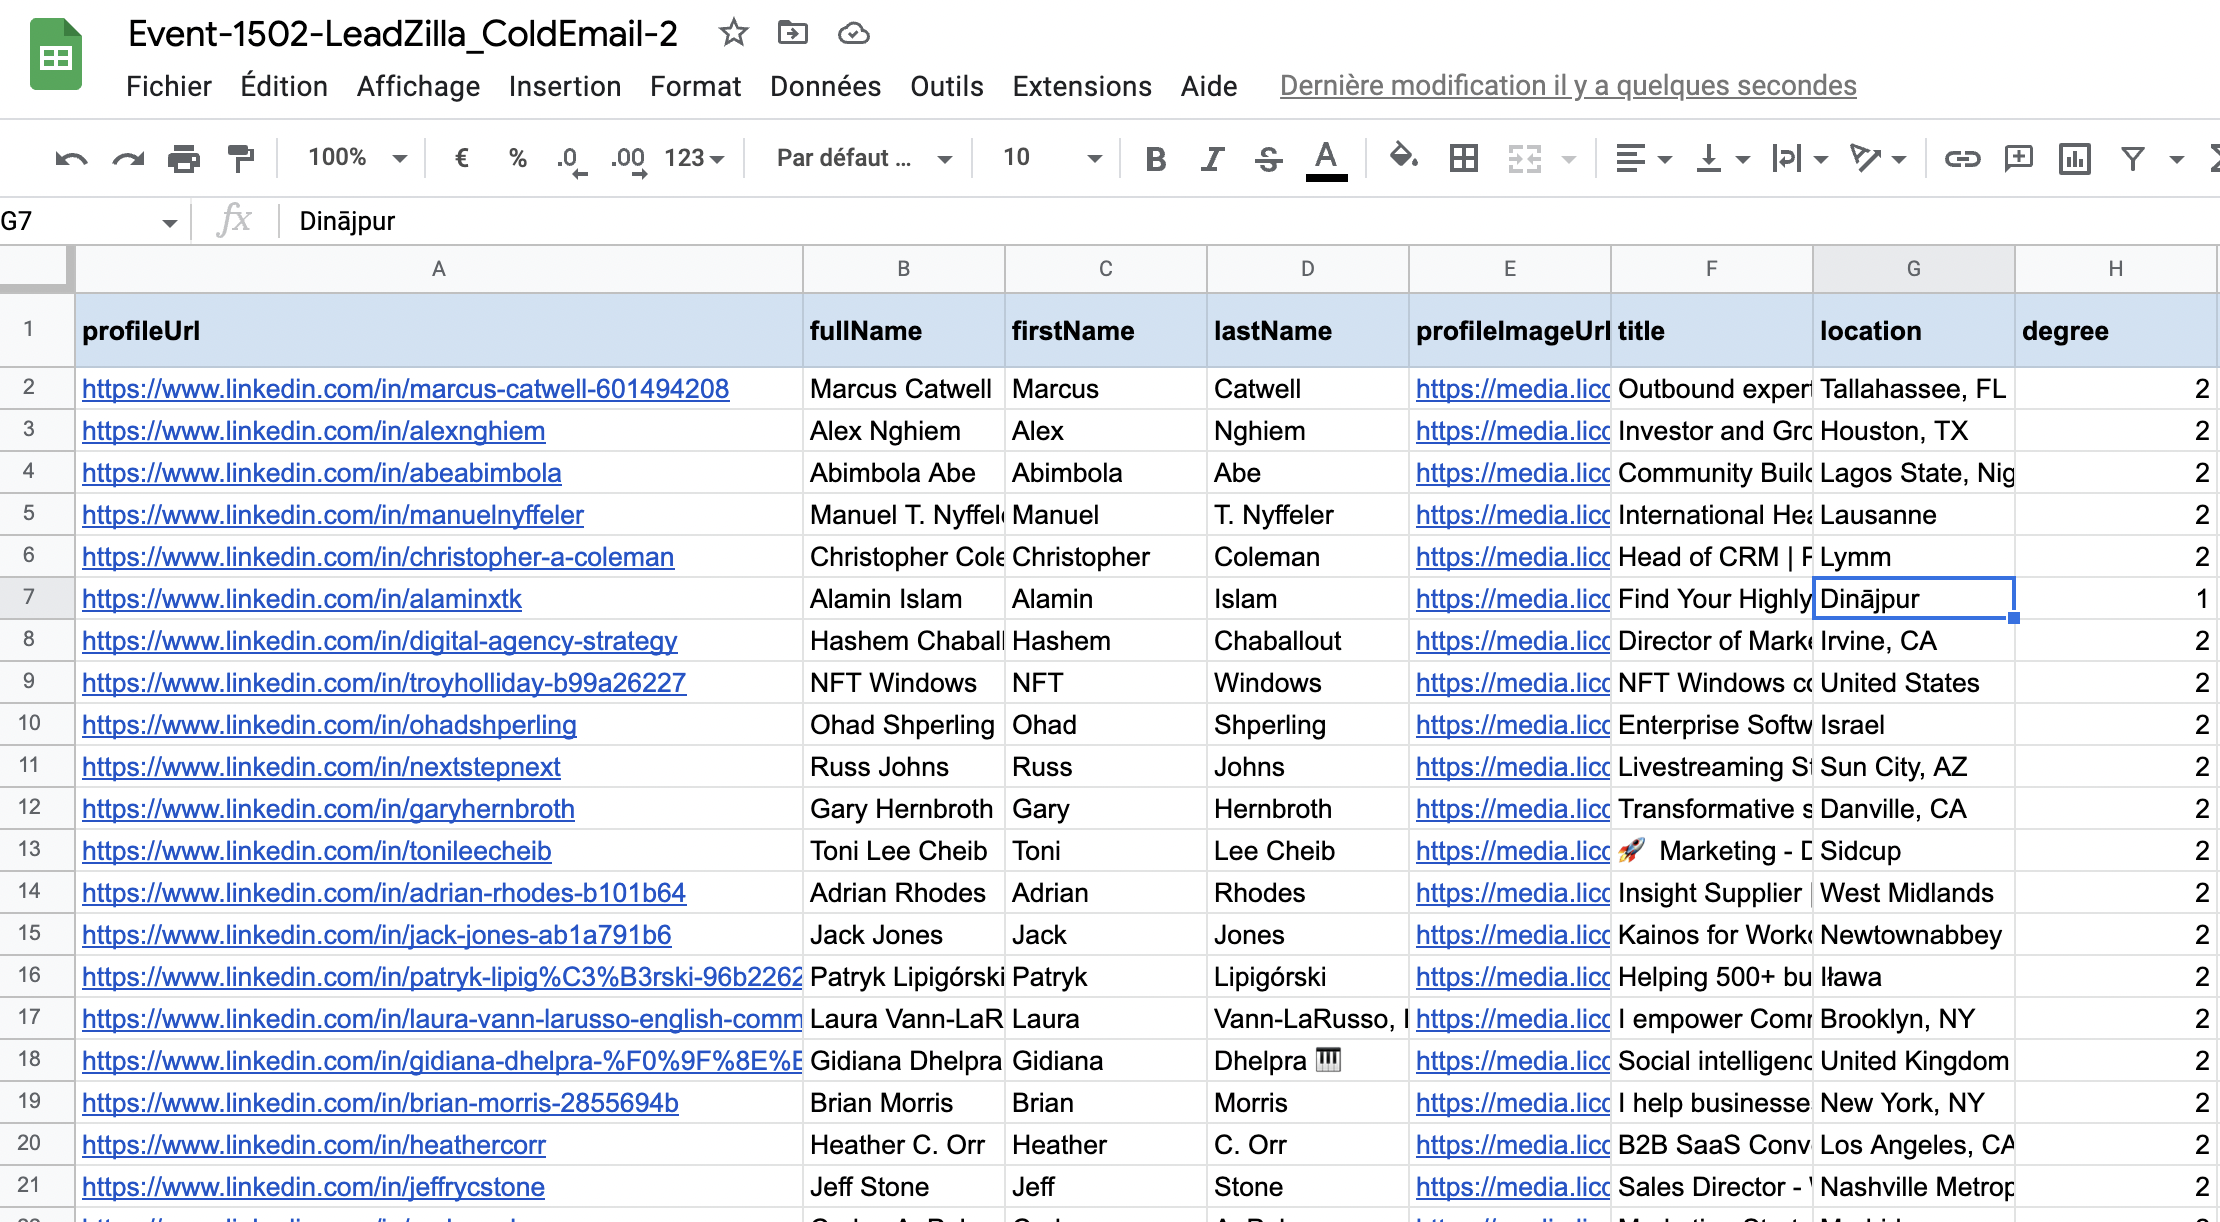 Event-1502-LeadZilla_ColdEmail-2
Fichier Édition Affichage Insertion Format Données Outils Extensions Aide Dernière modification il y a quelques secondes
100% € % .0 .00 123 Par défaut ... 10 B I S A
G7 fx Dinājpur
A B C D E F G H
1 profileUrl fullName firstName lastName profileImageUrl title location degree
2 https://www.linkedin.com/in/marcus-catwell-601494208 Marcus Catwell Marcus Catwell https://media.licc Outbound expert Tallahassee, FL 2
3 https://www.linkedin.com/in/alexnghiem Alex Nghiem Alex Nghiem https://media.licc Investor and Gro Houston, TX 2
4 https://www.linkedin.com/in/abeabimbola Abimbola Abe Abimbola Abe https://media.licc Community Builc Lagos State, Nig 2
5 https://www.linkedin.com/in/manuelnyffeler Manuel T. Nyffele Manuel T. Nyffeler https://media.licc International Hea Lausanne 2
6 https://www.linkedin.com/in/christopher-a-coleman Christopher Cole Christopher Coleman https://media.licc Head of CRM | F Lymm 2
7 https://www.linkedin.com/in/alaminxtk Alamin Islam Alamin Islam https://media.licc Find Your Highly Dinājpur 1
8 https://www.linkedin.com/in/digital-agency-strategy Hashem Chaball Hashem Chaballout https://media.licc Director of Marke Irvine, CA 2
9 https://www.linkedin.com/in/troyholliday-b99a26227 NFT Windows NFT Windows https://media.licc NFT Windows cc United States 2
10 https://www.linkedin.com/in/ohadshperling Ohad Shperling Ohad Shperling https://media.licc Enterprise Softw Israel 2
11 https://www.linkedin.com/in/nextstepnext Russ Johns Russ Johns https://media.licc Livestreaming St Sun City, AZ 2
12 https://www.linkedin.com/in/garyhernbroth Gary Hernbroth Gary Hernbroth https://media.licc Transformative s Danville, CA 2
13 https://www.linkedin.com/in/tonileecheib Toni Lee Cheib Toni Lee Cheib https://media.licc 🚀 Marketing - D Sidcup 2
14 https://www.linkedin.com/in/adrian-rhodes-b101b64 Adrian Rhodes Adrian Rhodes https://media.licc Insight Supplier | West Midlands 2
15 https://www.linkedin.com/in/jack-jones-ab1a791b6 Jack Jones Jack Jones https://media.licc Kainos for Workc Newtownabbey 2
16 https://www.linkedin.com/in/patryk-lipig%C3%B3rski-96b2262 Patryk Lipigórski Patryk Lipigórski https://media.licc Helping 500+ bu Iława 2
17 https://www.linkedin.com/in/laura-vann-larusso-english-comm Laura Vann-LaR Laura Vann-LaRusso, https://media.licc I empower Comr Brooklyn, NY 2
18 https://www.linkedin.com/in/gidiana-dhelpra-%F0%9F%8E%B Gidiana Dhelpra Gidiana Dhelpra 🎹 https://media.licc Social intelligenc United Kingdom 2
19 https://www.linkedin.com/in/brian-morris-2855694b Brian Morris Brian Morris https://media.licc I help businesse New York, NY 2
20 https://www.linkedin.com/in/heathercorr Heather C. Orr Heather C. Orr https://media.licc B2B SaaS Conv Los Angeles, CA 2
21 https://www.linkedin.com/in/jeffrycstone Jeff Stone Jeff Stone https://media.licc Sales Director - Nashville Metrop 2